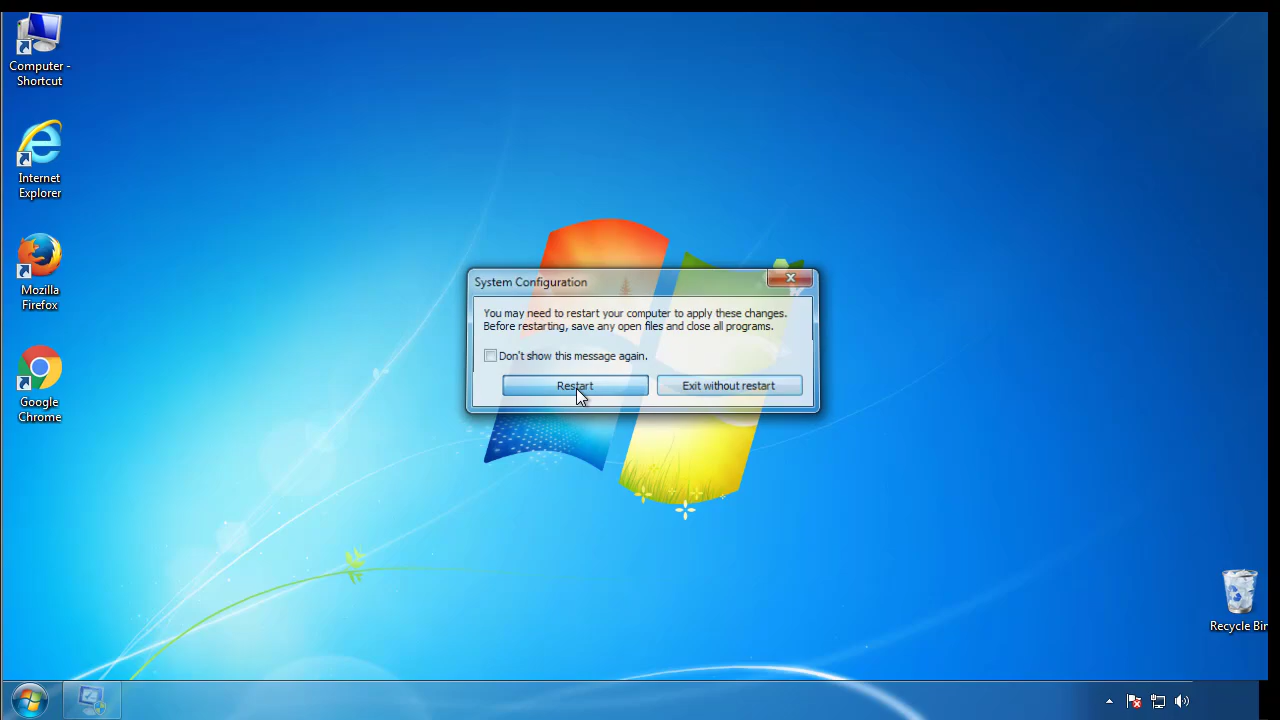 Computer -
Shortcut
Internet
Explorer
Mozilla
Firefox
Google
Chrome
System Configuration
You may need to restart your computer to apply these changes.
Before restarting, save any open files and close all programs.
Don't show this message again.
Restart
Exit without restart
Recycle Bin